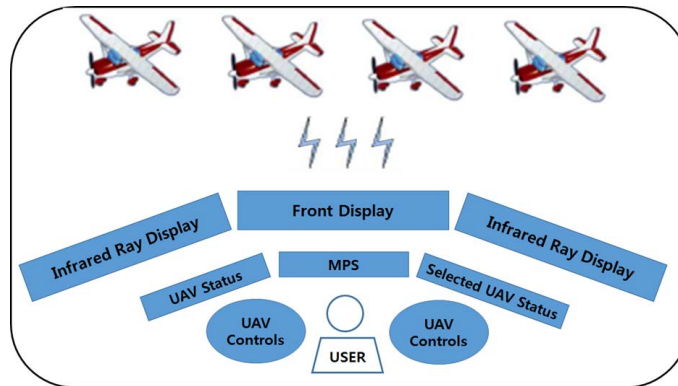 Front Display
Infrared Ray Display
Infrared Ray Display
MPS
UAV Status
Selected UAV Status
UAV
Controls
UAV
Controls
USER